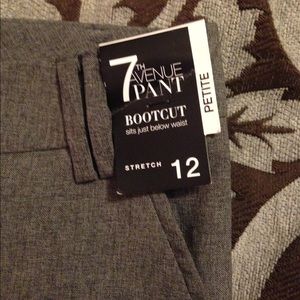 7TH
AVENUE
PANT
BOOTCUT
sits just below waist
STRETCH 12
PETITE